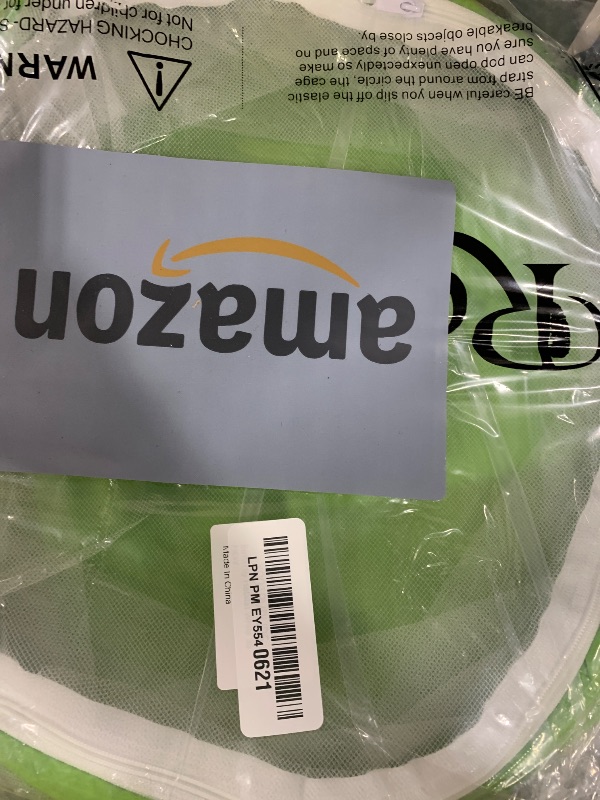 BE careful when you slip off the elastic
strap from around the circle, the cage
can pop open unexpectedly so make
sure you have plenty of space and no
breakable objects close by.
CHOCKING HAZARD-S
Not for children under
amazon
LPN PM EY554 0621
Made in China